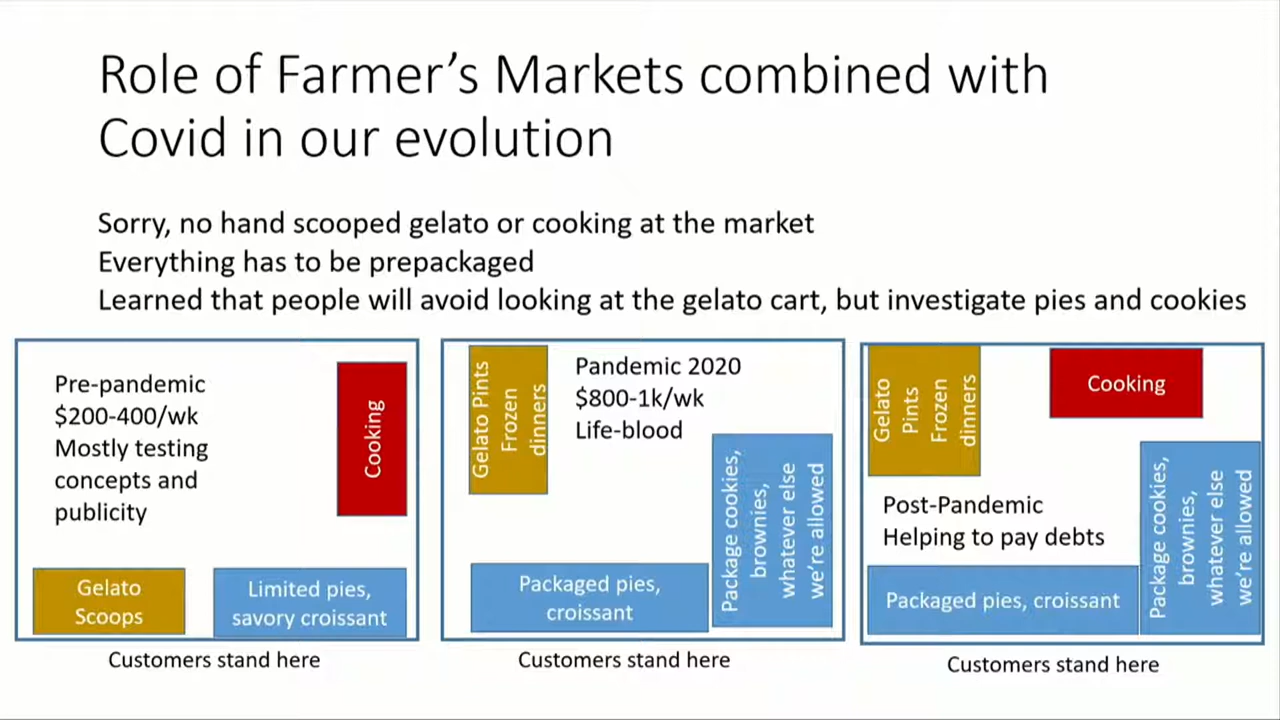 Role of Farmer's Markets combined with
Covid in our evolution
Sorry, no hand scooped gelato or cooking at the market
Everything has to be prepackaged
Learned that people will avoid looking at the gelato cart, but investigate pies and cookies
Pre-pandemic
$200-400/wk
Mostly testing
concepts and
publicity
Cooking
Gelato
Scoops
Limited pies,
savory croissant
Customers stand here
Gelato Pints
Frozen
dinners
Pandemic 2020
$800-1k/wk
Life-blood
Package cookies,
brownies,
whatever else
we're allowed
Packaged pies,
croissant
Customers stand here
Gelato
Pints
Frozen
dinners
Cooking
Post-Pandemic
Helping to pay debts
Package cookies,
brownies,
whatever else
we're allowed
Packaged pies, croissant
Customers stand here